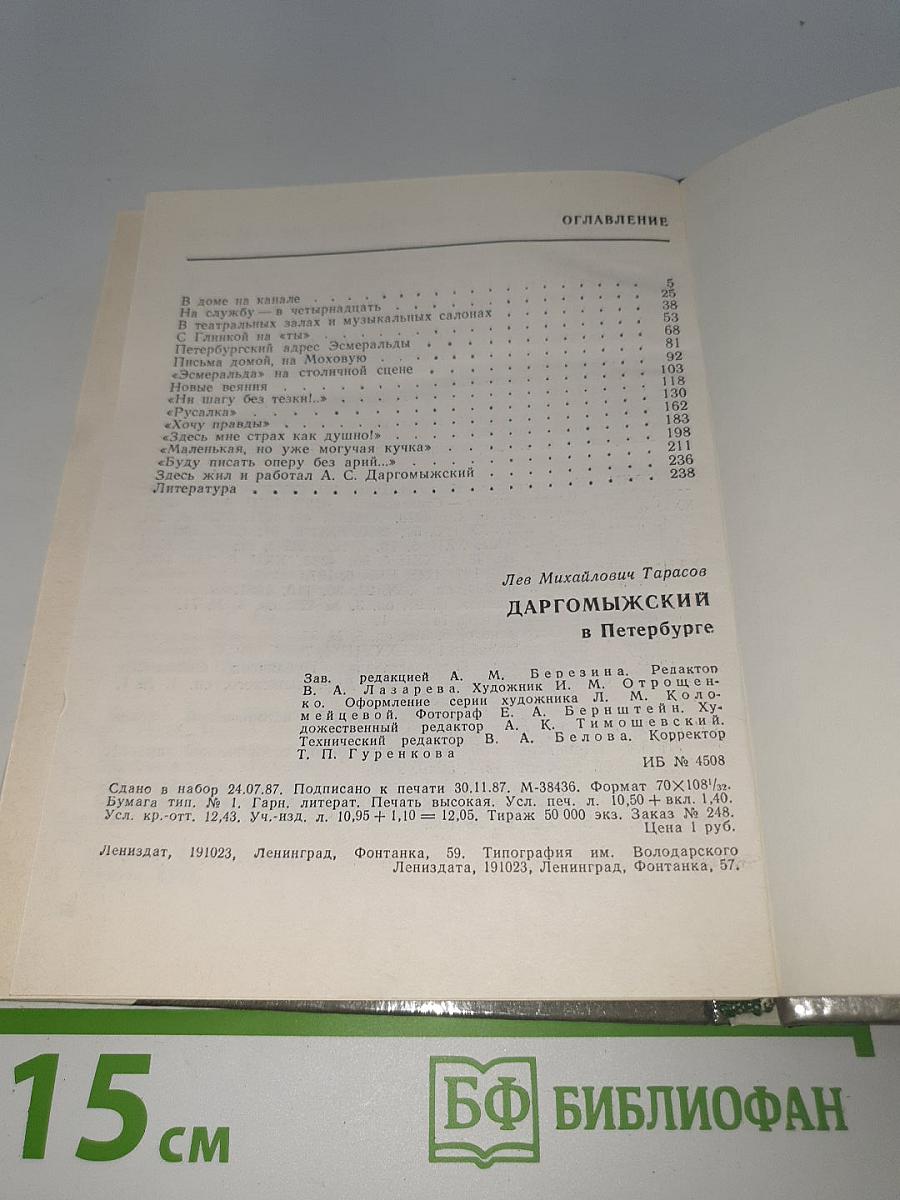 ОГЛАВЛЕНИЕ
В доме на канале . . . 5
На службу — в четырнадцать . . . 25
В театральных залах и музыкальных салонах . . . 38
С Глинкой на «ты» . . . 53
Петербургский адрес Эсмеральды . . . 68
Письма домой, на Моховую . . . 81
«Эсмеральда» на столичной сцене . . . 92
Новые веяния . . . 103
«Ни шагу без тезки!..» . . . 118
«Русалка» . . . 130
«Хочу правды» . . . 162
«Здесь мне страх как душно!» . . . 183
«Маленькая, но уже могучая кучка» . . . 198
«Буду писать оперу без арий...» . . . 211
Здесь жил и работал А. С. Даргомыжский . . . 236
Литература . . . 238
Лев Михайлович Тарасов
ДАРГОМЫЖСКИЙ
в Петербурге
Зав. редакцией А. М. Березина. Редактор
В. А. Лазарева. Художник И. М. Отрощен-
ко. Оформление серии художника Л. М. Коло-
мейцевой. Фотограф Е. А. Бернштейн. Ху-
дожественный редактор А. К. Тимошевский.
Технический редактор В. А. Белова. Корректор
Т. П. Гуренкова
ИБ № 4508
Сдано в набор 24.07.87. Подписано к печати 30.11.87. М-38436. Формат 70×108¹/₃₂.
Бумага тип. № 1. Гарн. литерат. Печать высокая. Усл. печ. л. 10,50 + вкл. 1,40.
Усл. кр.-отт. 12,43. Уч.-изд. л. 10,95 + 1,10 = 12,05. Тираж 50 000 экз. Заказ № 248.
Цена 1 руб.
Лениздат, 191023, Ленинград, Фонтанка, 59. Типография им. Володарского
Лениздата, 191023, Ленинград, Фонтанка, 57.
15 см
БФ БИБЛИОФАН